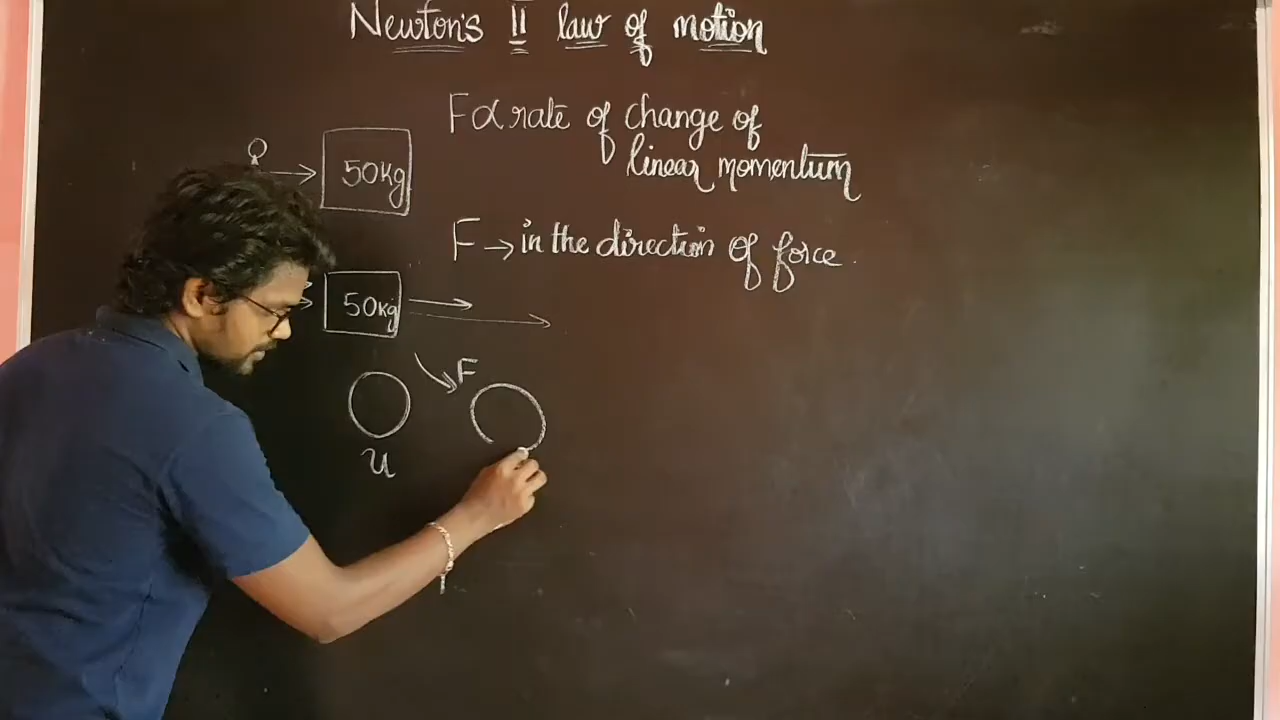 Newton's II law of motion
F α rate of change of
linear momentum
50kg
F → in the direction of force.
50kg
F
u